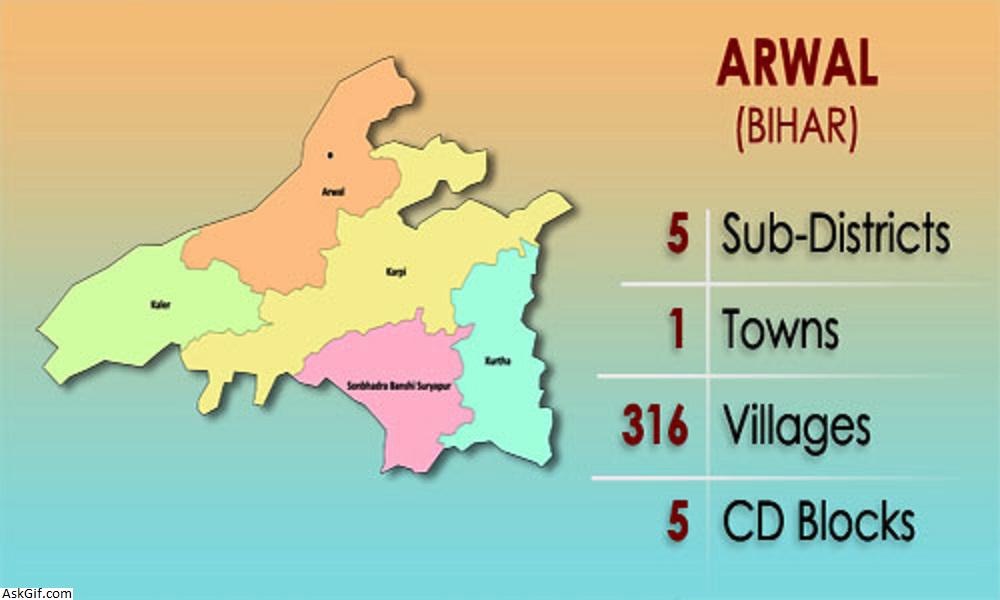 ARWAL
(BIHAR)
Arwal
Karpi
Kaler
Kurtha
Sonbhadra Banshi Suryapur
5 Sub-Districts
1 Towns
316 Villages
5 CD Blocks
AskGif.com